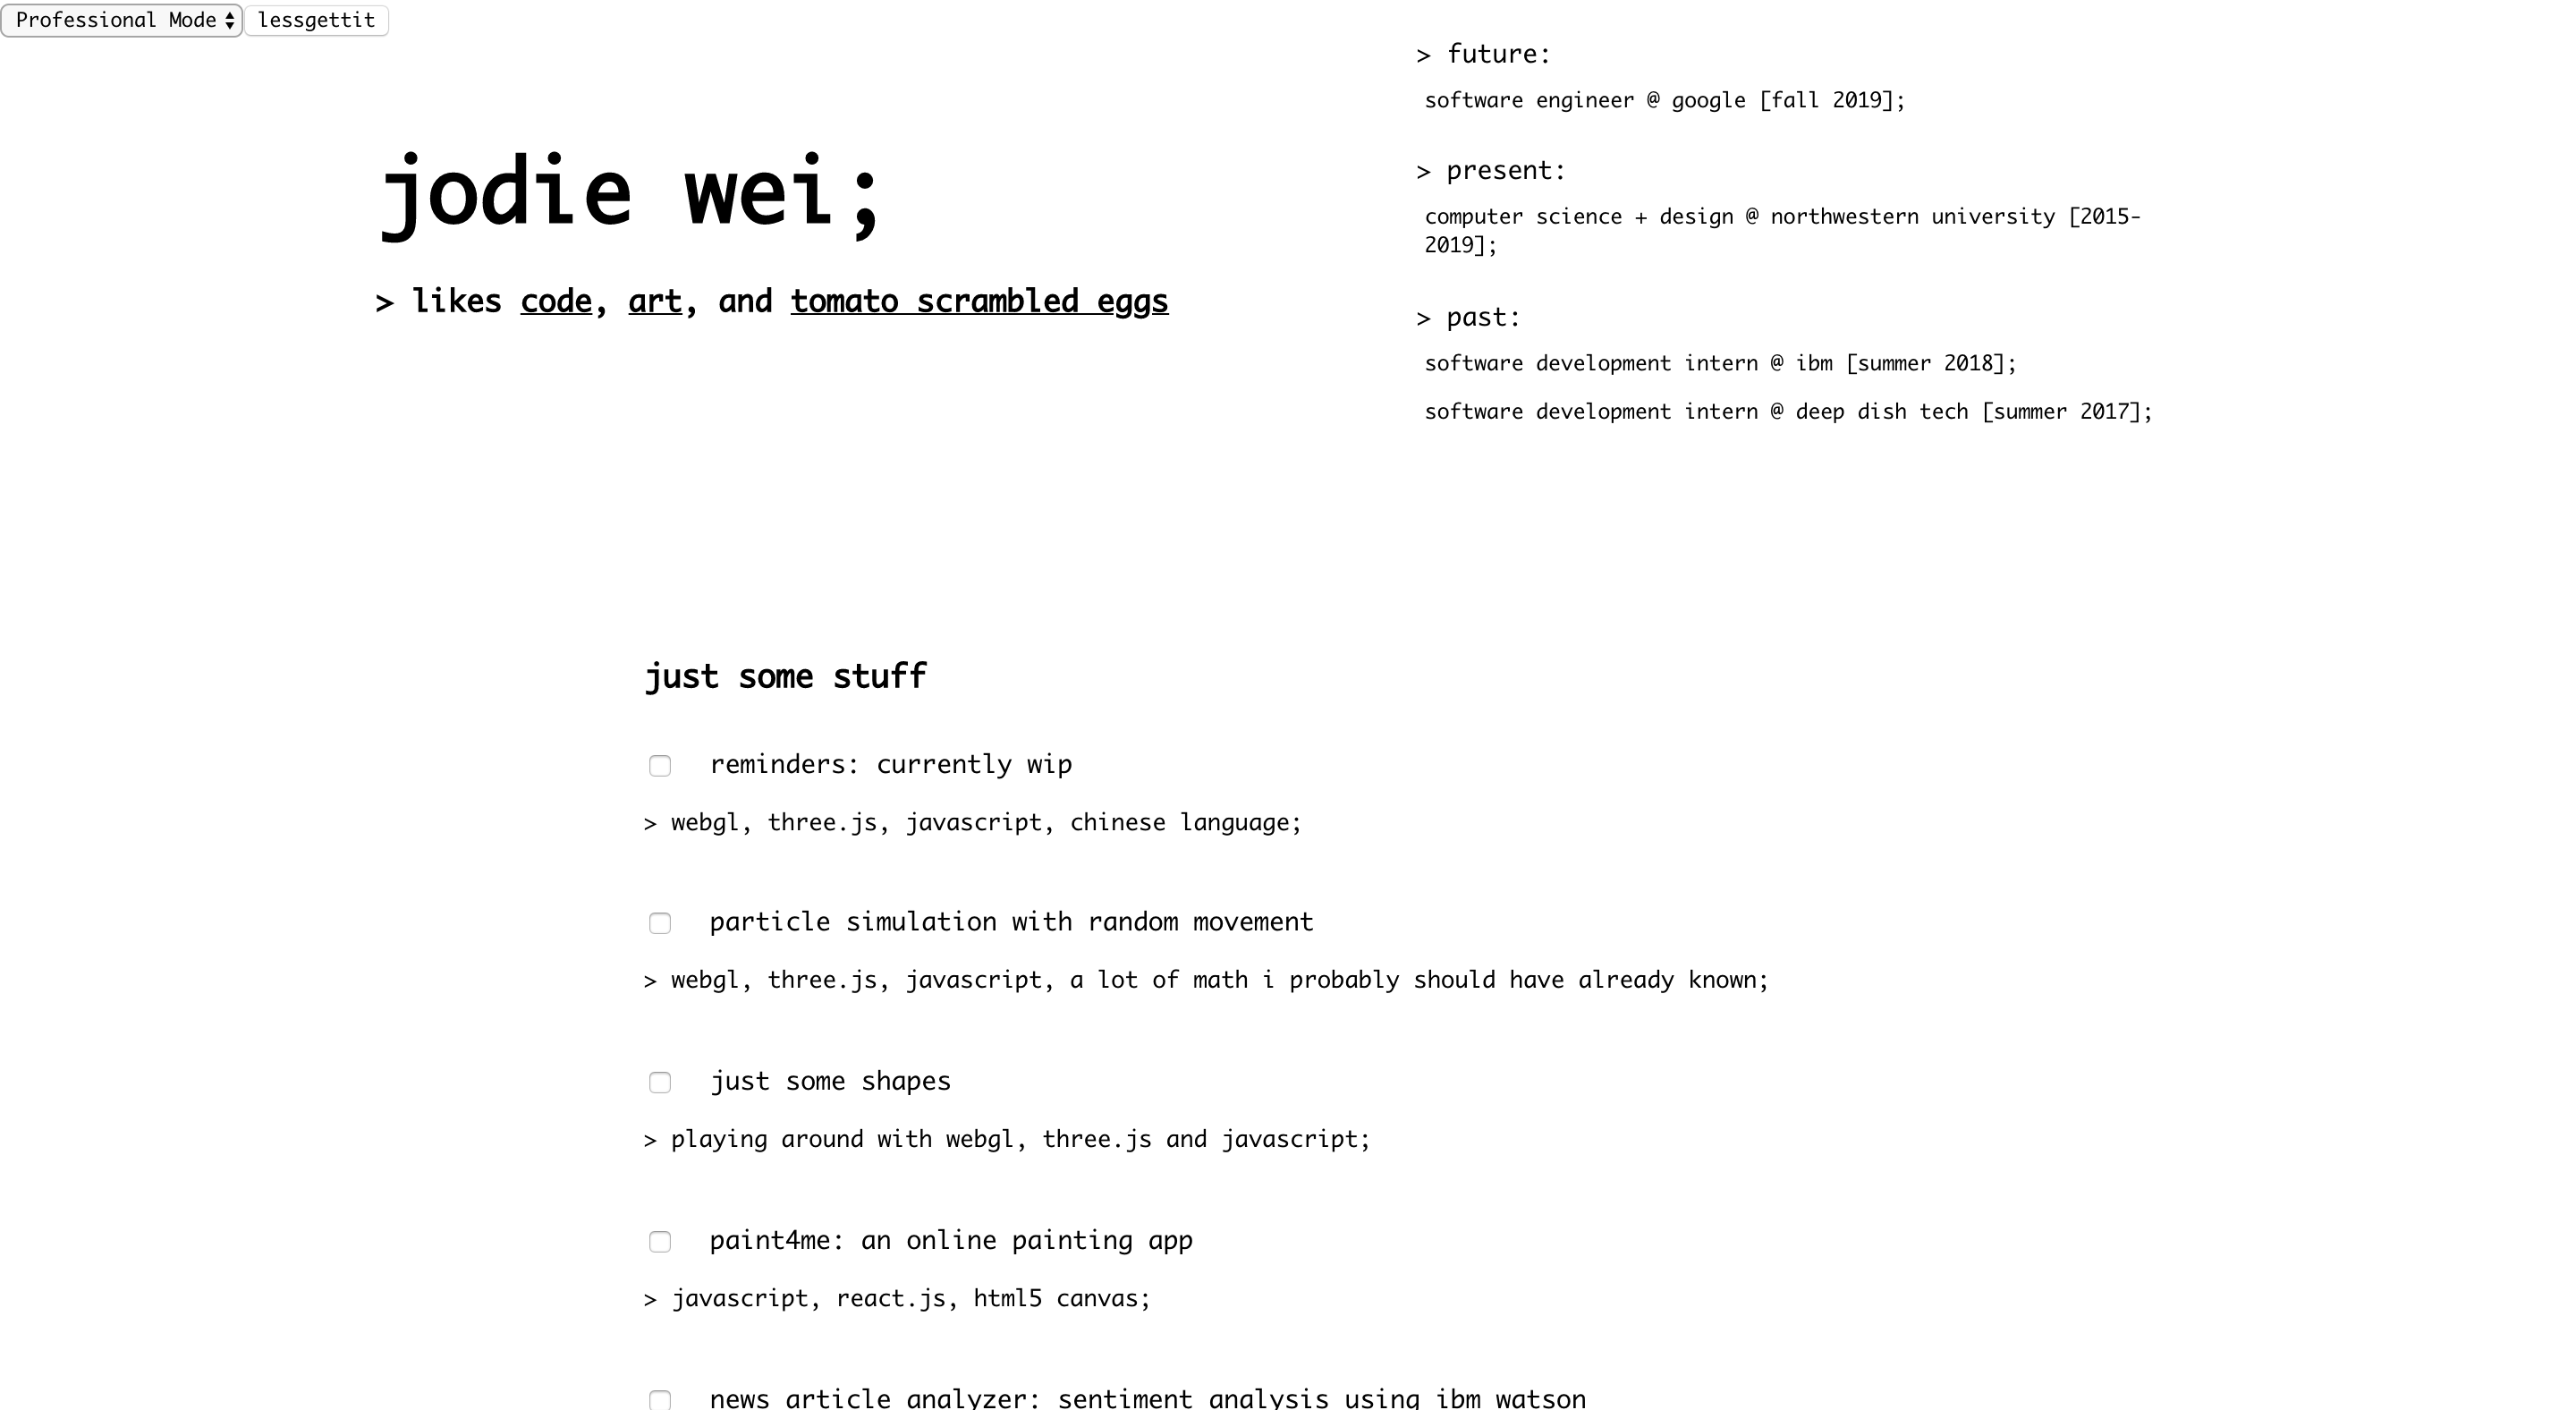 Professional Mode lessgettit
jodie wei;
> likes code, art, and tomato scrambled eggs
> future:
software engineer @ google [fall 2019];
> present:
computer science + design @ northwestern university [2015-
2019];
> past:
software development intern @ ibm [summer 2018];
software development intern @ deep dish tech [summer 2017];
just some stuff
reminders: currently wip
> webgl, three.js, javascript, chinese language;
particle simulation with random movement
> webgl, three.js, javascript, a lot of math i probably should have already known;
just some shapes
> playing around with webgl, three.js and javascript;
paint4me: an online painting app
> javascript, react.js, html5 canvas;
news article analyzer: sentiment analysis using ibm watson